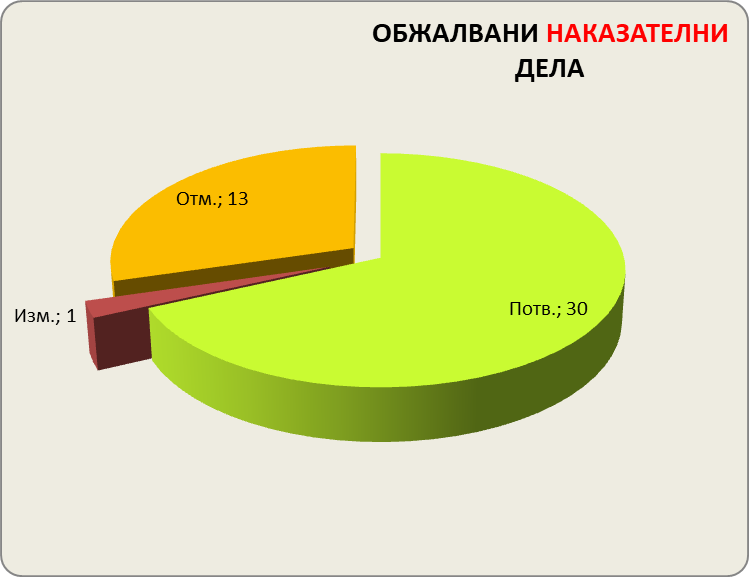 ОБЖАЛВАНИ НАКАЗАТЕЛНИ
ДЕЛА
Отм.; 13
Изм.; 1
Потв.; 30